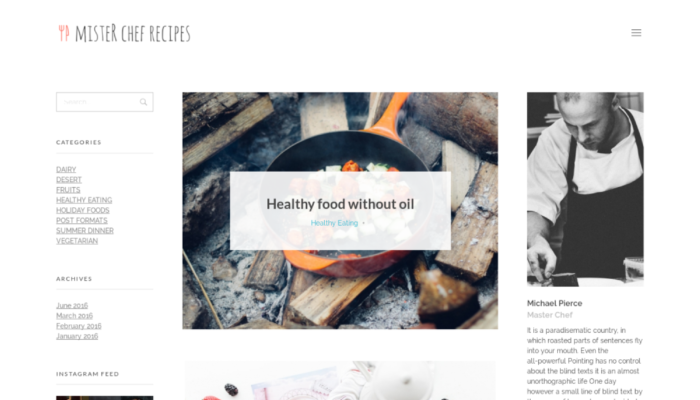 MISTER CHEF RECIPES
Search
CATEGORIES
DAIRY
DESERT
FRUITS
HEALTHY EATING
HOLIDAY FOODS
POST FORMATS
SUMMER DINNER
VEGETARIAN
ARCHIVES
June 2016
March 2016
February 2016
January 2016
INSTAGRAM FEED
Healthy food without oil
Healthy Eating
Michael Pierce
Master Chef
It is a paradisematic country, in
which roasted parts of sentences fly
into your mouth. Even the
all-powerful Pointing has no control
about the blind texts it is an almost
unorthographic life One day
however a small line of blind text by